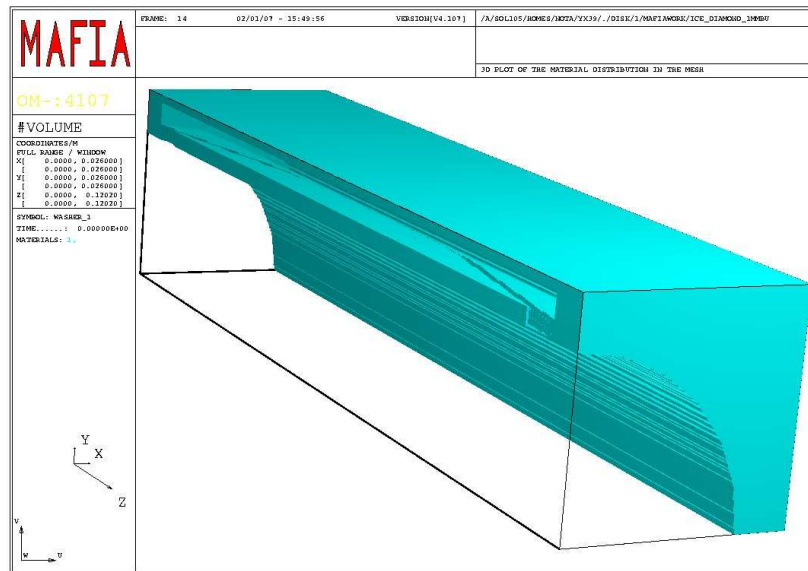 MAFIA
FRAME: 14 02/01/07 - 15:49:56 VERSION[V4.107] /A/SOL105/HOMES/HOTA/YX39/./DISK/1/MAFIAWORK/ICE_DIAMOND_1MMBU
3D PLOT OF THE MATERIAL DISTRIBUTION IN THE MESH
OM-:4107
#VOLUME
COORDINATES/M
FULL RANGE / WINDOW
X[ 0.0000, 0.026000]
[ 0.0000, 0.026000]
Y[ 0.0000, 0.026000]
[ 0.0000, 0.026000]
Z[ 0.0000, 0.12020]
[ 0.0000, 0.12020]
SYMBOL: WASHER_1
TIME......: 0.00000E+00
MATERIALS: 1.
Y
X
Z
V
W U